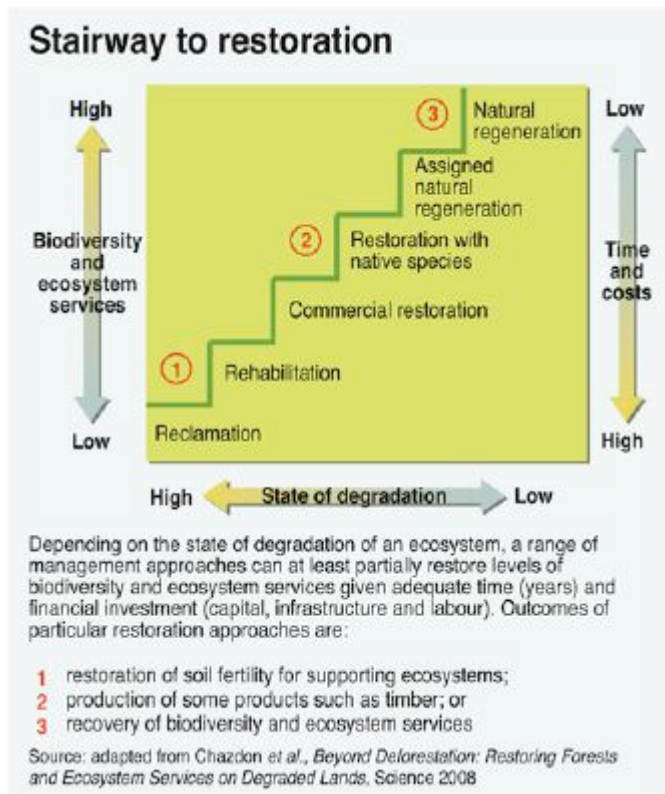 Stairway to restoration
High
Biodiversity
and
ecosystem
services
Low
3
Natural
regeneration
Assigned
natural
regeneration
2
Restoration with
native species
Commercial restoration
1
Rehabilitation
Reclamation
Low
Time
and
costs
High
High State of degradation Low
Depending on the state of degradation of an ecosystem, a range of
management approaches can at least partially restore levels of
biodiversity and ecosystem services given adequate time (years) and
financial investment (capital, infrastructure and labour). Outcomes of
particular restoration approaches are:
1 restoration of soil fertility for supporting ecosystems;
2 production of some products such as timber; or
3 recovery of biodiversity and ecosystem services
Source: adapted from Chazdon et al., Beyond Deforestation: Restoring Forests
and Ecosystem Services on Degraded Lands, Science 2008